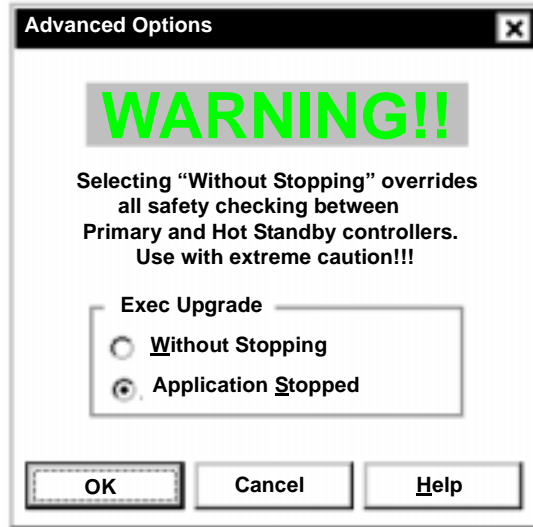 Advanced Options
WARNING!!
Selecting “Without Stopping” overrides
all safety checking between
Primary and Hot Standby controllers.
Use with extreme caution!!!
Exec Upgrade
Without Stopping
Application Stopped
OK
Cancel
Help